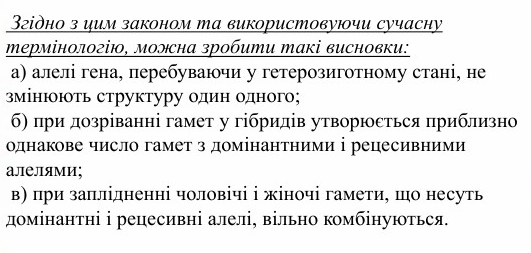 Згідно з цим законом та використовуючи сучасну
термінологію, можна зробити такі висновки:
а) алелі гена, перебуваючи у гетерозиготному стані, не
змінюють структуру один одного;
б) при дозріванні гамет у гібридів утворюється приблизно
однакове число гамет з домінантними і рецесивними
алелями;
в) при заплідненні чоловічі і жіночі гамети, що несуть
домінантні і рецесивні алелі, вільно комбінуються.